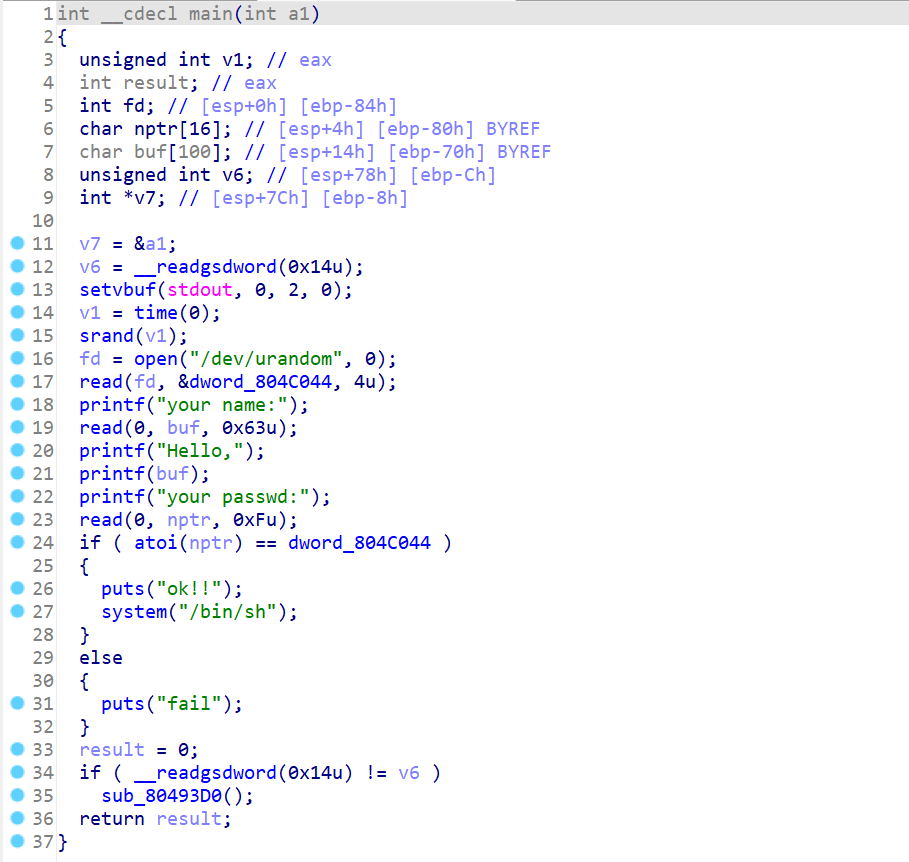 1 int __cdecl main(int a1)
2 {
3 unsigned int v1; // eax
4 int result; // eax
5 int fd; // [esp+0h] [ebp-84h]
6 char nptr[16]; // [esp+4h] [ebp-80h] BYREF
7 char buf[100]; // [esp+14h] [ebp-70h] BYREF
8 unsigned int v6; // [esp+78h] [ebp-Ch]
9 int *v7; // [esp+7Ch] [ebp-8h]
10
11 v7 = &a1;
12 v6 = __readgsdword(0x14u);
13 setvbuf(stdout, 0, 2, 0);
14 v1 = time(0);
15 srand(v1);
16 fd = open("/dev/urandom", 0);
17 read(fd, &dword_804C044, 4u);
18 printf("your name:");
19 read(0, buf, 0x63u);
20 printf("Hello,");
21 printf(buf);
22 printf("your passwd:");
23 read(0, nptr, 0xFu);
24 if ( atoi(nptr) == dword_804C044 )
25 {
26 puts("ok!!");
27 system("/bin/sh");
28 }
29 else
30 {
31 puts("fail");
32 }
33 result = 0;
34 if ( __readgsdword(0x14u) != v6 )
35 sub_80493D0();
36 return result;
37 }